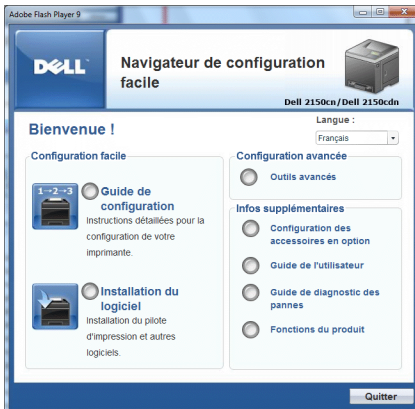 Adobe Flash Player 9
DELL
Navigateur de configuration
facile
Dell 2150cn/Dell 2150cdn
Bienvenue !
Langue :
Français
Configuration facile
1→2→3
Guide de
configuration
Instructions détaillées pour la
configuration de votre
imprimante.
Installation du
logiciel
Installation du pilote
d'impression et autres
logiciels.
Configuration avancée
Outils avancés
Infos supplémentaires
Configuration des
accessoires en option
Guide de l'utilisateur
Guide de diagnostic des
pannes
Fonctions du produit
Quitter